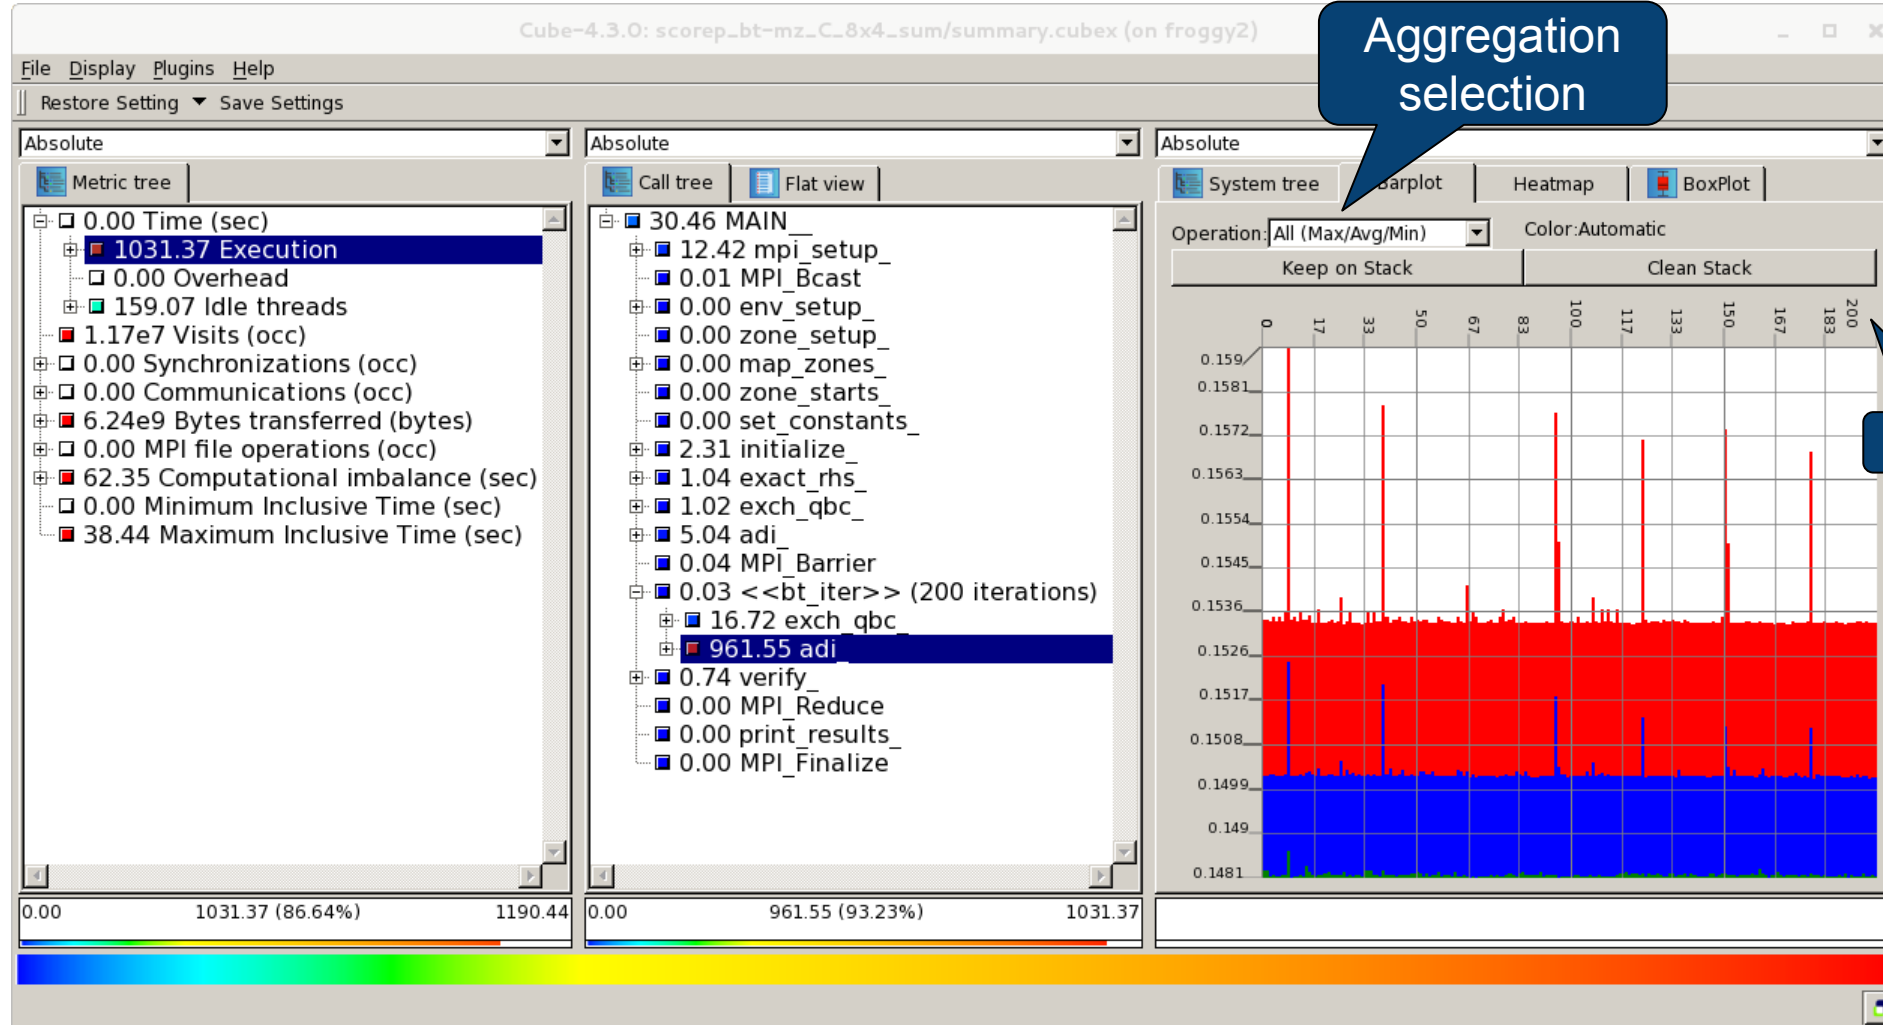 Cube-4.3.0: scorep_bt-mz_C_8x4_sum/summary.cubex (on froggy2)
Aggregation
selection
File Display Plugins Help
Restore Setting Save Settings
Absolute
Metric tree
0.00 Time (sec)
1031.37 Execution
0.00 Overhead
159.07 Idle threads
1.17e7 Visits (occ)
0.00 Synchronizations (occ)
0.00 Communications (occ)
6.24e9 Bytes transferred (bytes)
0.00 MPI file operations (occ)
62.35 Computational imbalance (sec)
0.00 Minimum Inclusive Time (sec)
38.44 Maximum Inclusive Time (sec)
0.00 1031.37 (86.64%) 1190.44
Absolute
Call tree Flat view
30.46 MAIN__
12.42 mpi_setup_
0.01 MPI_Bcast
0.00 env_setup_
0.00 zone_setup_
0.00 map_zones_
0.00 zone_starts_
0.00 set_constants_
2.31 initialize_
1.04 exact_rhs_
1.02 exch_qbc_
5.04 adi_
0.04 MPI_Barrier
0.03 <<bt_iter>> (200 iterations)
16.72 exch_qbc_
961.55 adi_
0.74 verify_
0.00 MPI_Reduce
0.00 print_results_
0.00 MPI_Finalize
0.00 961.55 (93.23%) 1031.37
Absolute
System tree Barplot Heatmap BoxPlot
Operation: All (Max/Avg/Min) Color:Automatic
Keep on Stack Clean Stack
0 17 33 50 67 83 100 117 133 150 167 183 200
0.159
0.1581
0.1572
0.1563
0.1554
0.1545
0.1536
0.1526
0.1517
0.1508
0.1499
0.149
0.1481